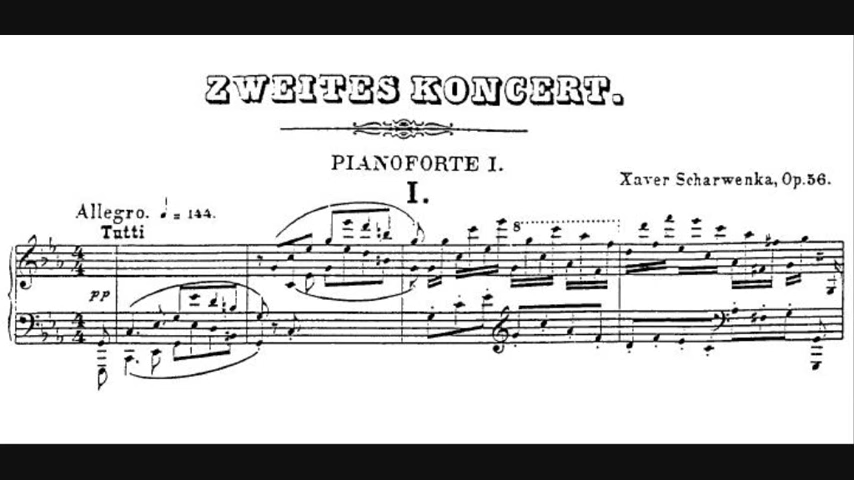 ZWEITES KONCERT.
PIANOFORTE I.
I.
Xaver Scharwenka, Op.56.
Allegro. ♩ = 144.
Tutti
8
pp